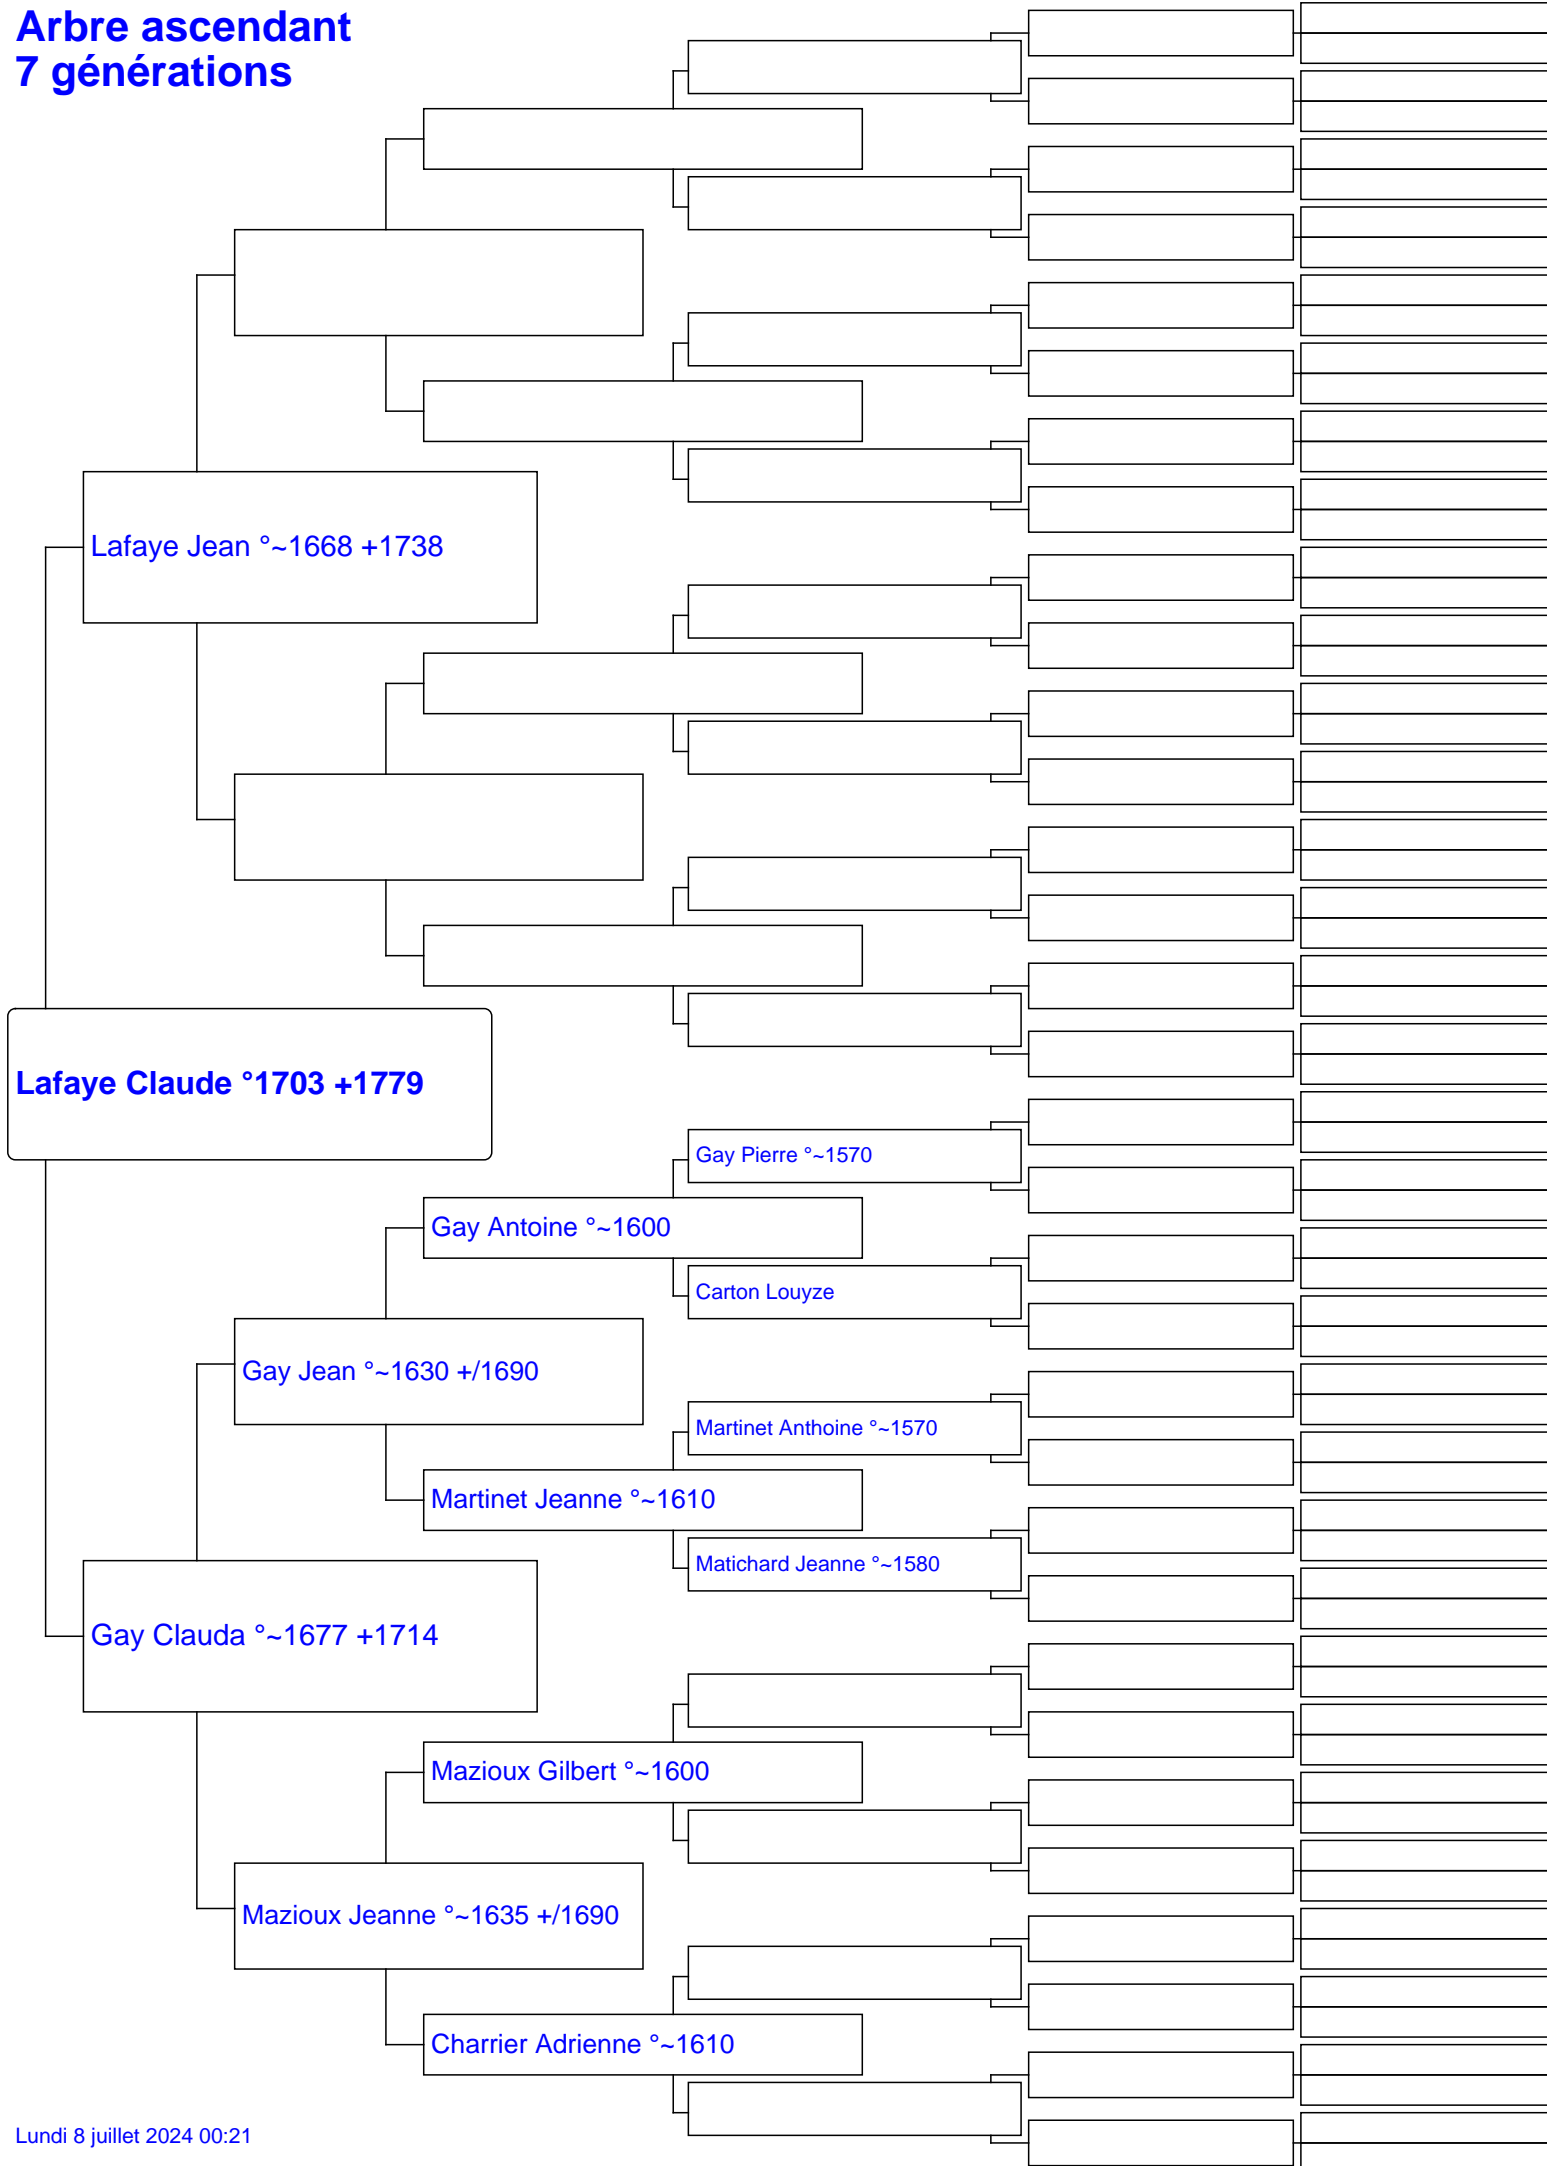 Arbre ascendant
7 générations
Lafaye Jean °~1668 +1738
Lafaye Claude °1703 +1779
Gay Pierre °~1570
Gay Antoine °~1600
Carton Louyze
Gay Jean °~1630 +/1690
Martinet Anthoine °~1570
Martinet Jeanne °~1610
Matichard Jeanne °~1580
Gay Clauda °~1677 +1714
Mazioux Gilbert °~1600
Mazioux Jeanne °~1635 +/1690
Charrier Adrienne °~1610
Lundi 8 juillet 2024 00:21